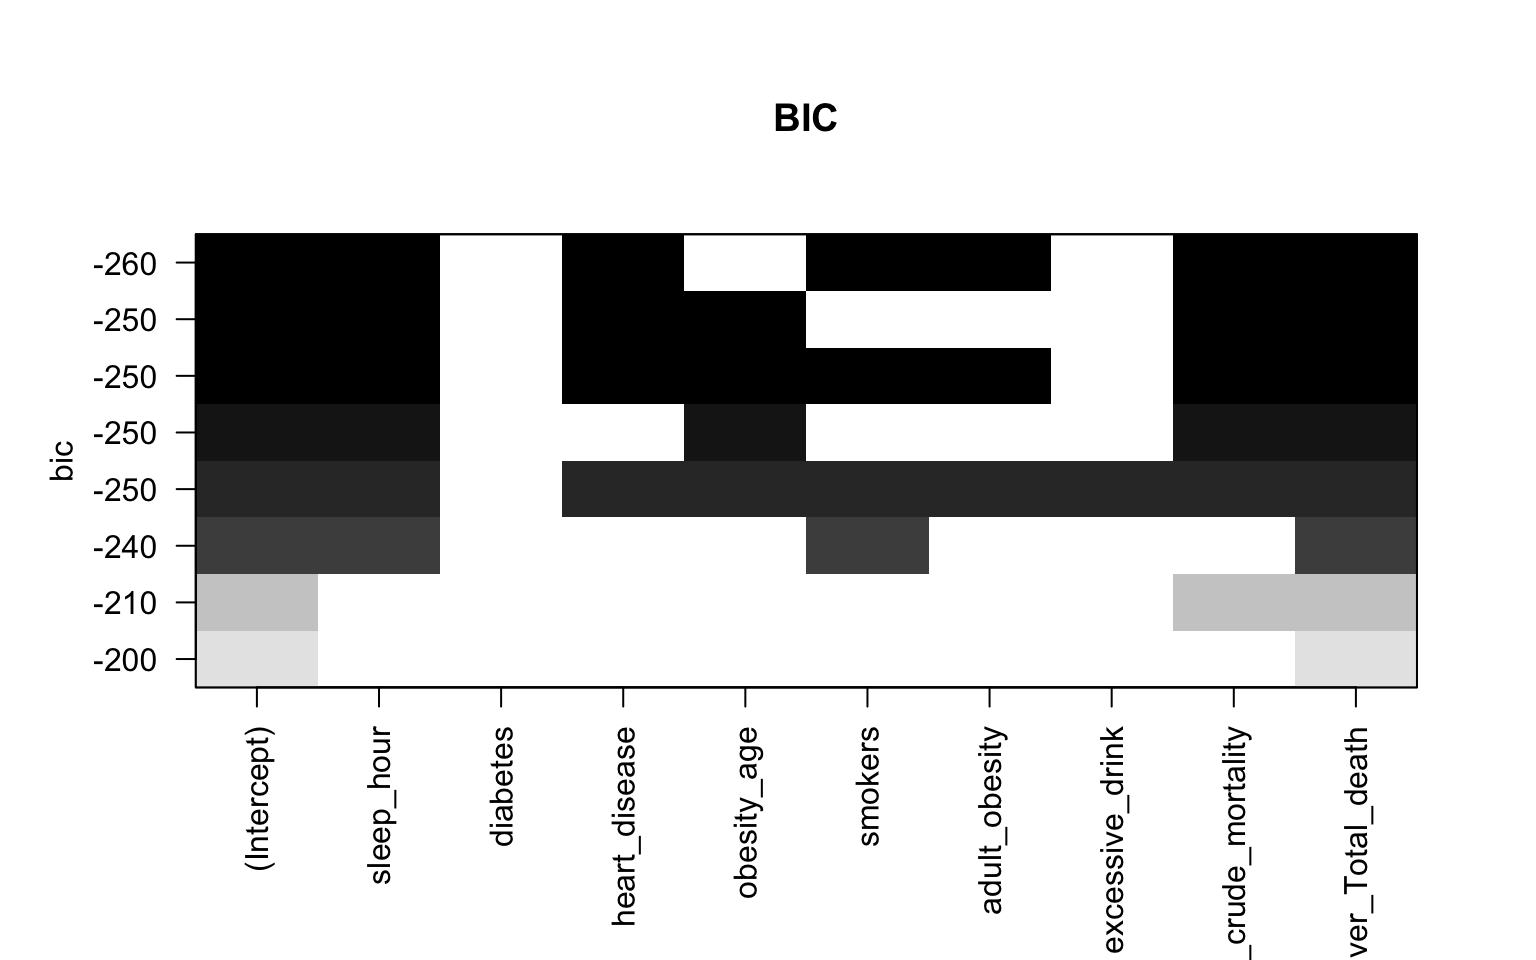 BIC
-260
-250
-250
-250
-250
-240
-210
-200
bic
(Intercept)
sleep_hour
diabetes
heart_disease
obesity_age
smokers
adult_obesity
excessive_drink
_crude_mortality
ver_Total_death